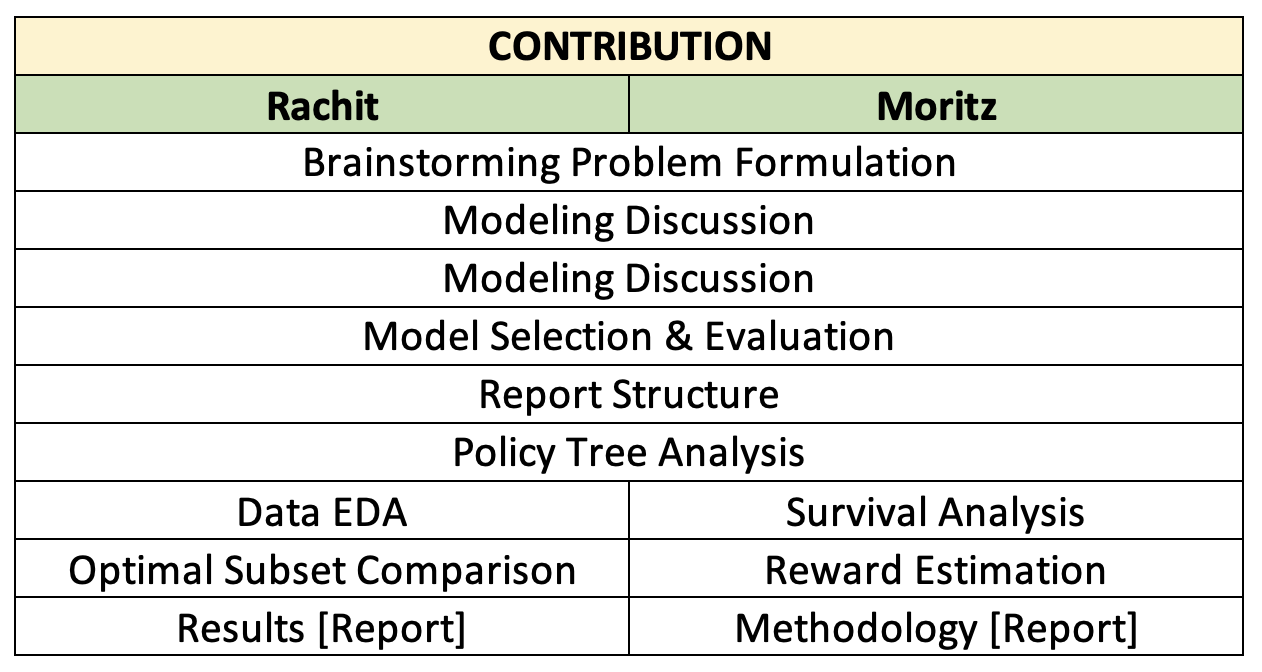 CONTRIBUTION
Rachit Moritz
Brainstorming Problem Formulation
Modeling Discussion
Modeling Discussion
Model Selection & Evaluation
Report Structure
Policy Tree Analysis
Data EDA Survival Analysis
Optimal Subset Comparison Reward Estimation
Results [Report] Methodology [Report]